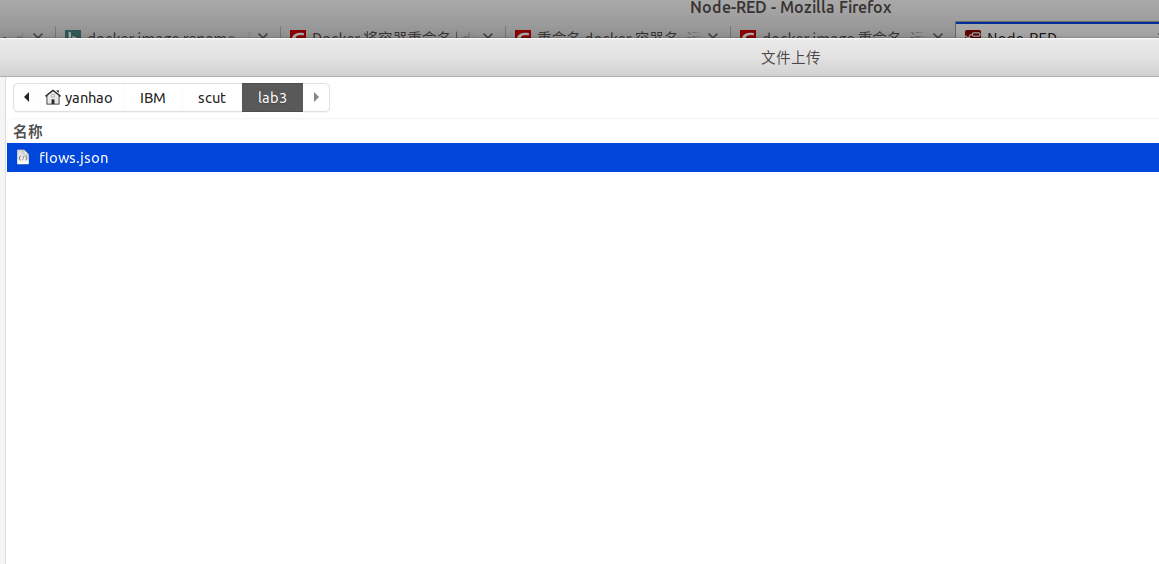 Node-RED - Mozilla Firefox
docker image rename
Docker 将容器重命名 | d
重命名 docker 容器名
docker image 重命名
Node-RED
文件上传
yanhao IBM scut lab3
名称
flows.json